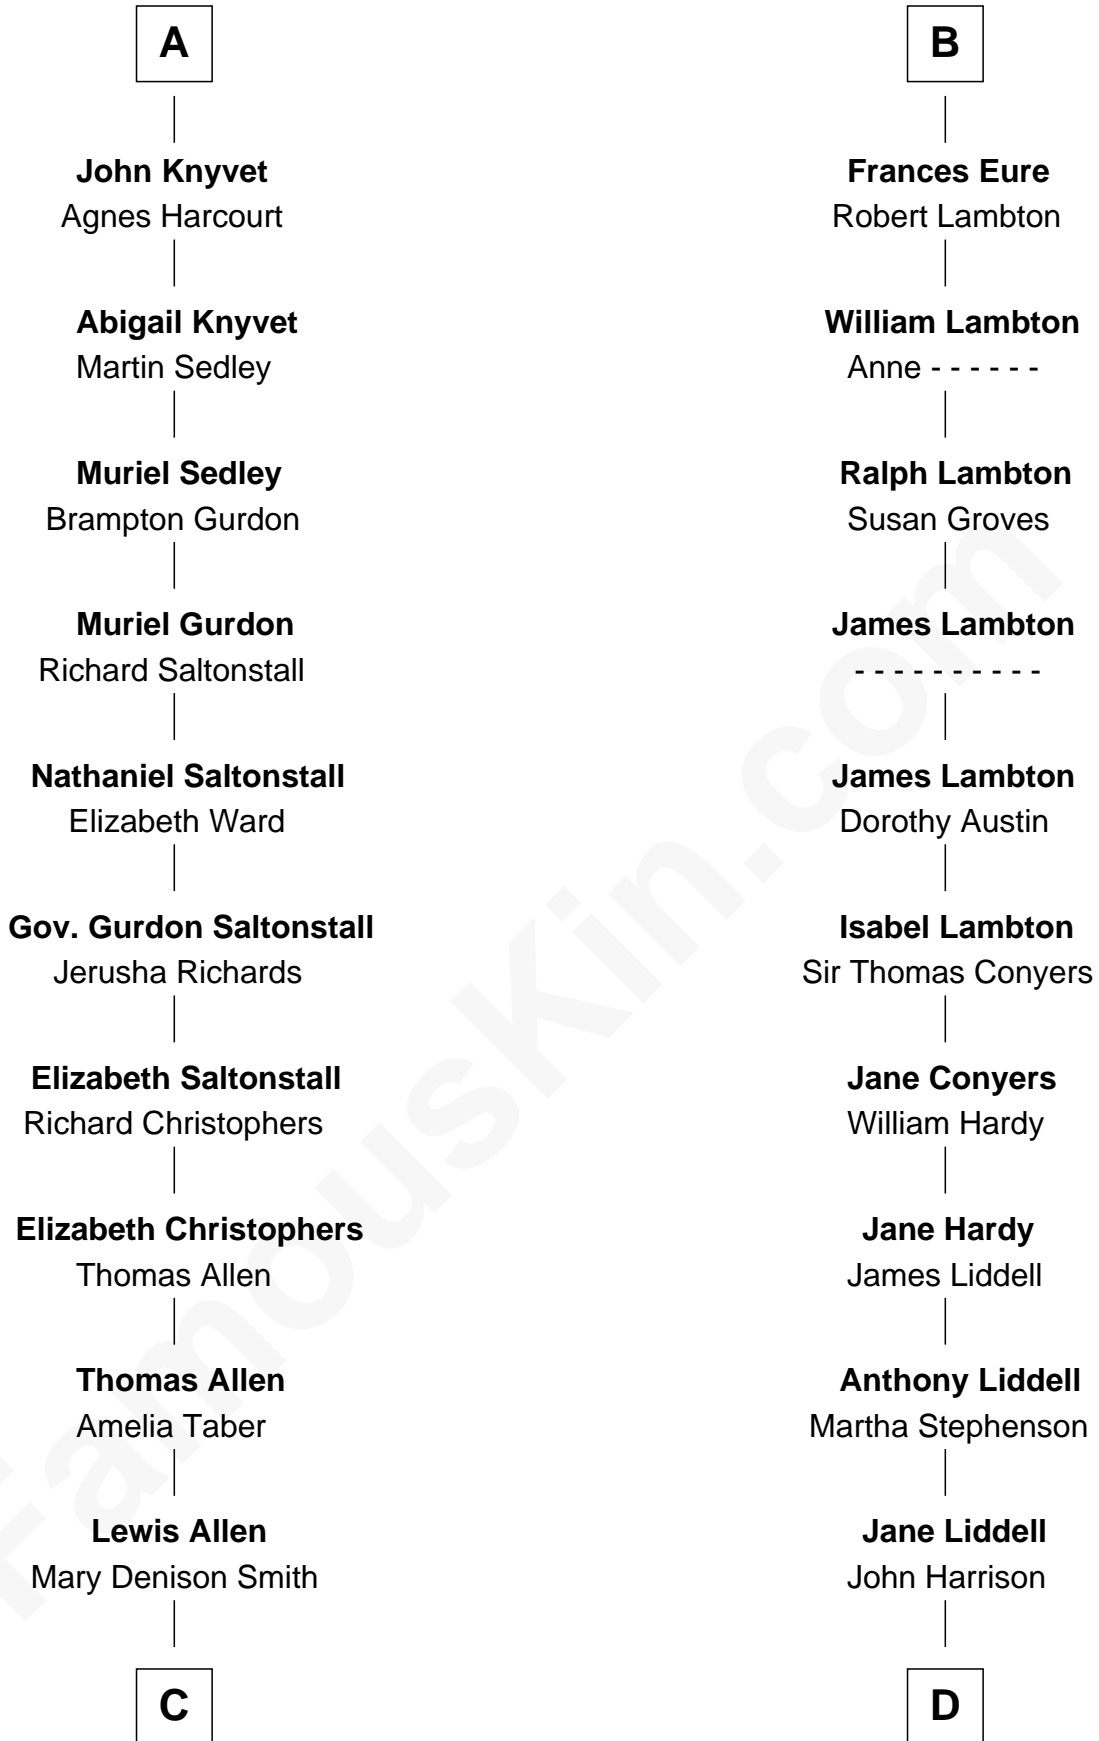 A
John Knyvet
Agnes Harcourt
Abigail Knyvet
Martin Sedley
Muriel Sedley
Brampton Gurdon
Muriel Gurdon
Richard Saltonstall
Nathaniel Saltonstall
Elizabeth Ward
Gov. Gurdon Saltonstall
Jerusha Richards
Elizabeth Saltonstall
Richard Christophers
Elizabeth Christophers
Thomas Allen
Thomas Allen
Amelia Taber
Lewis Allen
Mary Denison Smith
C
B
Frances Eure
Robert Lambton
William Lambton
Anne - - - - - -
Ralph Lambton
Susan Groves
James Lambton
- - - - - - - - - -
James Lambton
Dorothy Austin
Isabel Lambton
Sir Thomas Conyers
Jane Conyers
William Hardy
Jane Hardy
James Liddell
Anthony Liddell
Martha Stephenson
Jane Liddell
John Harrison
D
FamousKin.com